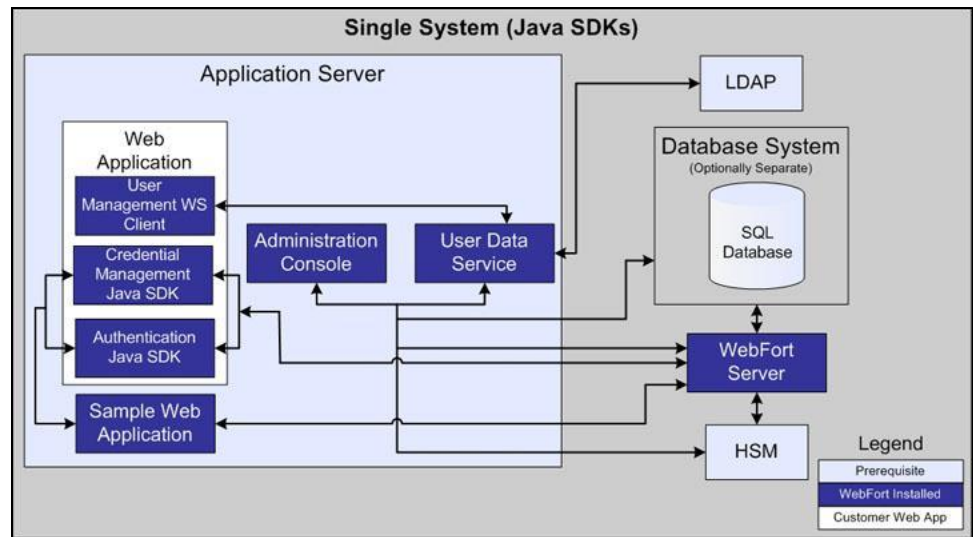 Single System (Java SDKs)
Application Server
LDAP
Web
Application
User
Management WS
Client
Credential
Management
Java SDK
Authentication
Java SDK
Sample Web
Application
Administration
Console
User Data
Service
Database System
(Optionally Separate)
SQL
Database
WebFort
Server
HSM
Legend
Prerequisite
WebFort Installed
Customer Web App